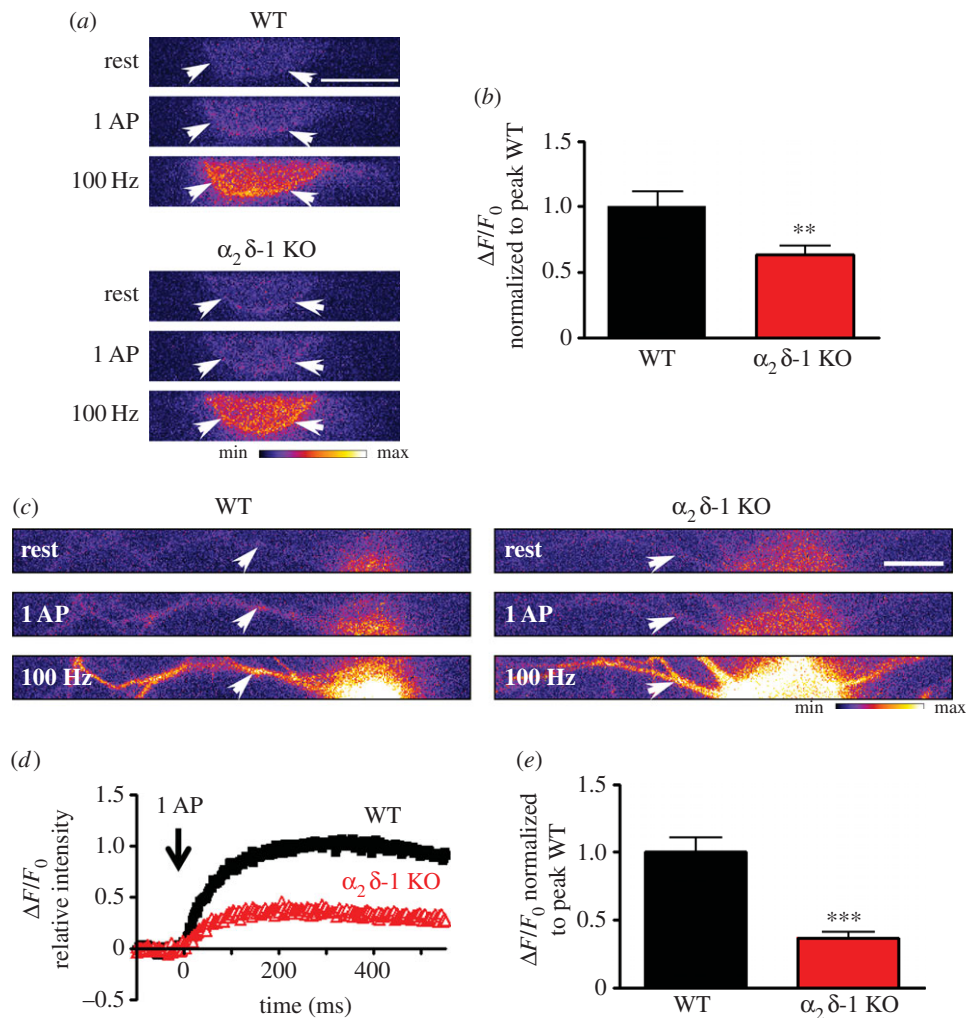 (a)
WT
rest
1 AP
100 Hz
α₂δ-1 KO
rest
1 AP
100 Hz
min max
(b)
ΔF/F₀
normalized to peak WT
1.5
1.0
0.5
0
**
WT α₂δ-1 KO
(c)
WT
rest
1 AP
100 Hz
α₂δ-1 KO
rest
1 AP
100 Hz
min max
(d)
ΔF/F₀
relative intensity
1 AP
WT
α₂δ-1 KO
1.5
1.0
0.5
0
–0.5
0 200 400
time (ms)
(e)
ΔF/F₀ normalized
to peak WT
1.5
1.0
0.5
0
***
WT α₂δ-1 KO